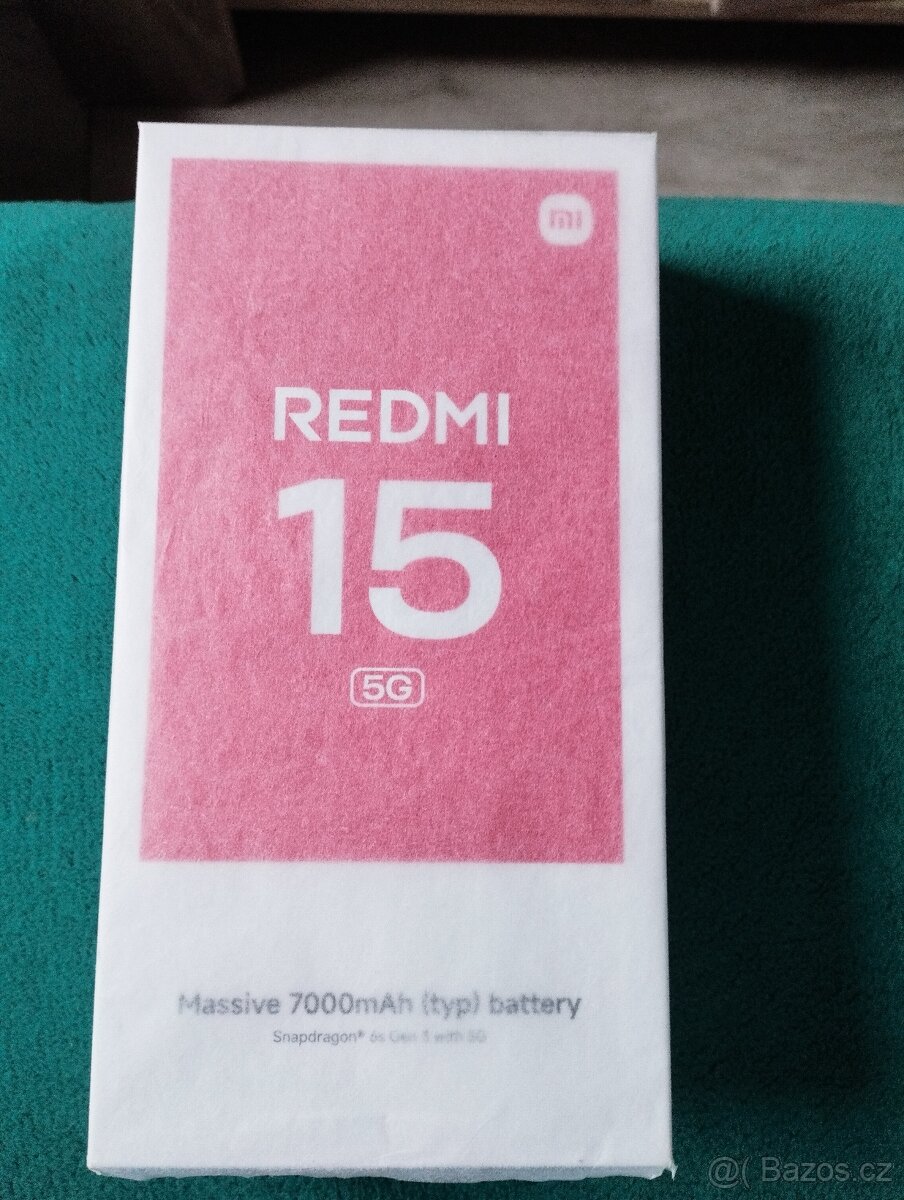 mi
REDMI
15
5G
Massive 7000mAh (typ) battery
Snapdragon® 6s Gen 3 with 5G
@( Bazos.cz